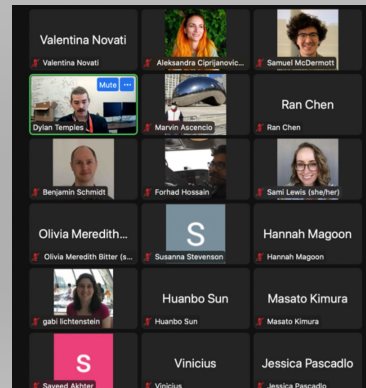 Valentina Novati
Valentina Novati
Aleksandra Ciprijanovic...
Samuel McDermott
Mute ...
Dylan Temples
Marvin Ascencio
Ran Chen
Ran Chen
Benjamin Schmidt
Forhad Hossain
Sami Lewis (she/her)
Olivia Meredith...
Olivia Meredith Bitter (s...
S
Susanna Stevenson
Hannah Magoon
Hannah Magoon
gabi lichtenstein
Huanbo Sun
Huanbo Sun
Masato Kimura
Masato Kimura
S
Sayeed Akhter
Vinicius
Vinicius
Jessica Pascadlo
Jessica Pascadlo